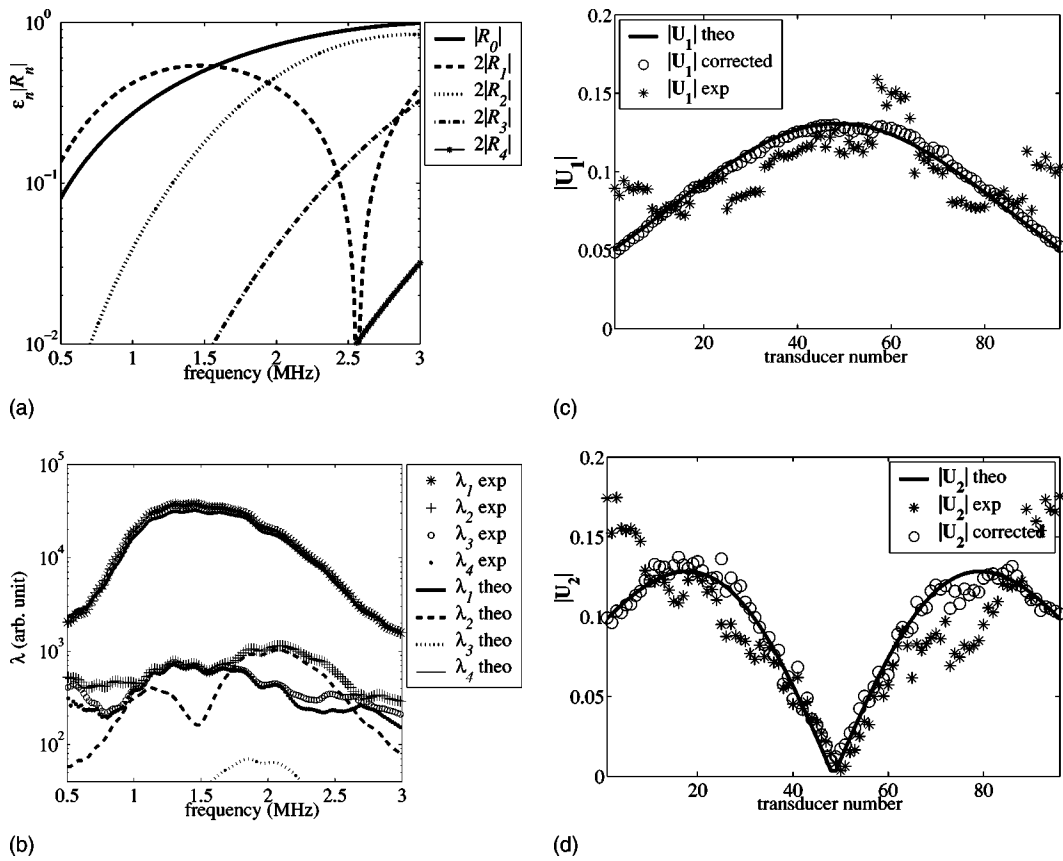 10^0
10^-1
10^-2
ε_n|R_n|
0.5 1 1.5 2 2.5 3
frequency (MHz)
|R_0|
2|R_1|
2|R_2|
2|R_3|
2|R_4|
(a)
0.2
0.15
0.1
0.05
0
|U_1|
20 40 60 80
transducer number
|U_1| theo
|U_1| corrected
|U_1| exp
(c)
10^5
10^4
10^3
10^2
λ (arb. unit)
0.5 1 1.5 2 2.5 3
frequency (MHz)
λ_1 exp
λ_2 exp
λ_3 exp
λ_4 exp
λ_1 theo
λ_2 theo
λ_3 theo
λ_4 theo
(b)
0.2
0.15
0.1
0.05
0
|U_2|
20 40 60 80
transducer number
|U_2| theo
|U_2| exp
|U_2| corrected
(d)